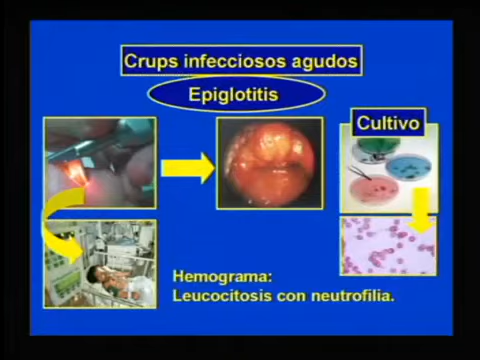 Crups infecciosos agudos
Epiglotitis
Cultivo
Hemograma:
Leucocitosis con neutrofilia.